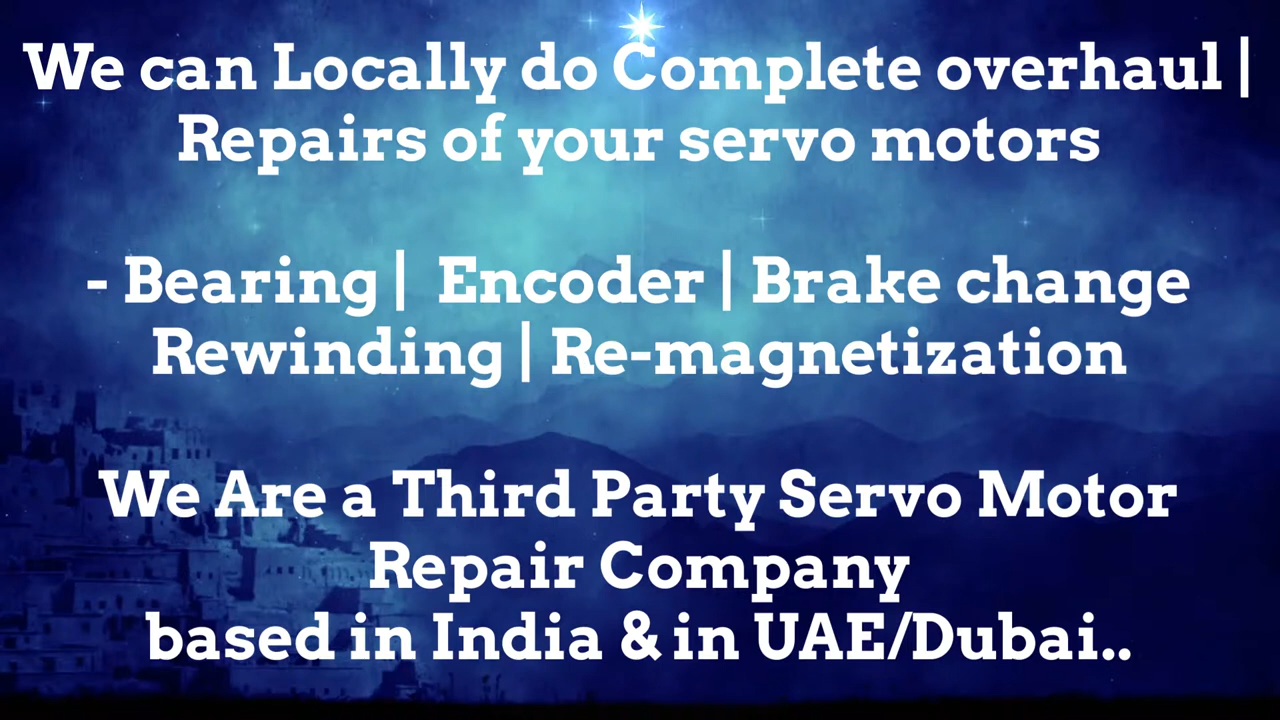 We can Locally do Complete overhaul |
Repairs of your servo motors
- Bearing | Encoder | Brake change
Rewinding | Re-magnetization
We Are a Third Party Servo Motor
Repair Company
based in India & in UAE/Dubai..